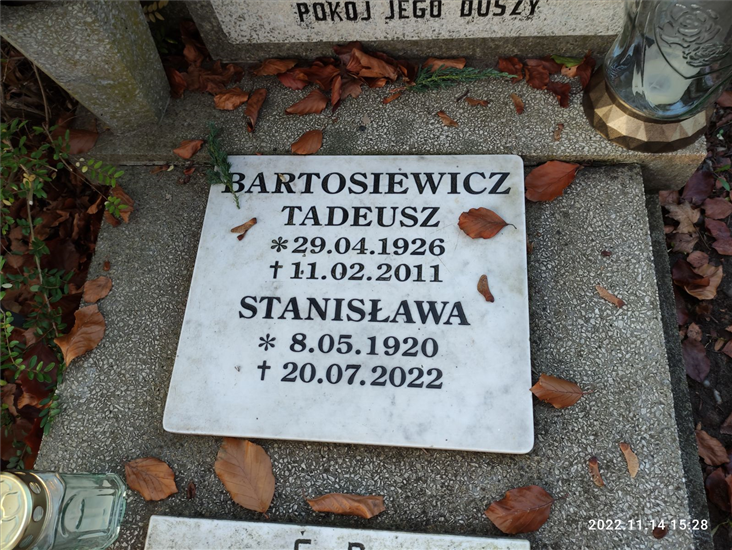 POKÓJ JEGO DUSZY
BARTOSIEWICZ
TADEUSZ
*29.04.1926
†11.02.2011
STANISŁAWA
* 8.05.1920
† 20.07.2022
Ś P
2022.11.14 15:28